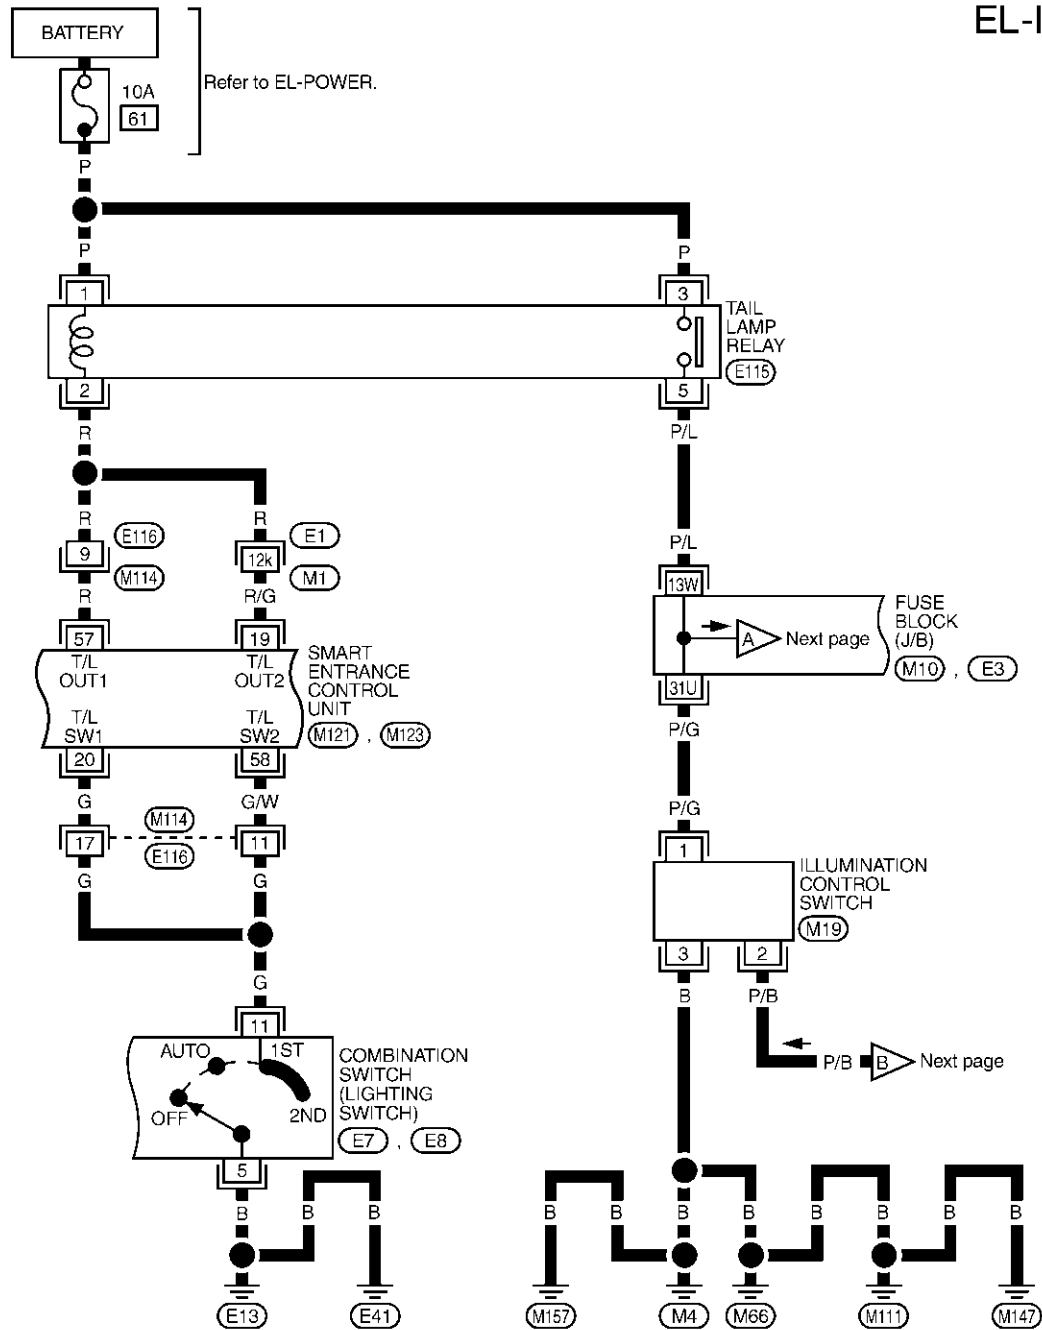 EL-I
BATTERY
Refer to EL-POWER.
10A
61
P
P
P
1
3
TAIL
LAMP
RELAY
E115
2
5
R
P/L
R
R
E116
E1
P/L
9
12k
M114
M1
13W
R
R/G
FUSE
BLOCK
(J/B)
A
Next page
M10 , E3
57
19
SMART
ENTRANCE
CONTROL
UNIT
M121 , M123
T/L
OUT1
T/L
OUT2
31U
T/L
SW1
T/L
SW2
P/G
20
58
G
G/W
P/G
M114
17
11
1
E116
ILLUMINATION
CONTROL
SWITCH
M19
G
G
3
2
G
B
P/B
11
AUTO
1ST
COMBINATION
SWITCH
(LIGHTING
SWITCH)
E7 , E8
P/B
B
Next page
OFF
2ND
5
B
B
B
B
B
B
B
B
B
B
B
E13
E41
M157
M4
M66
M111
M147